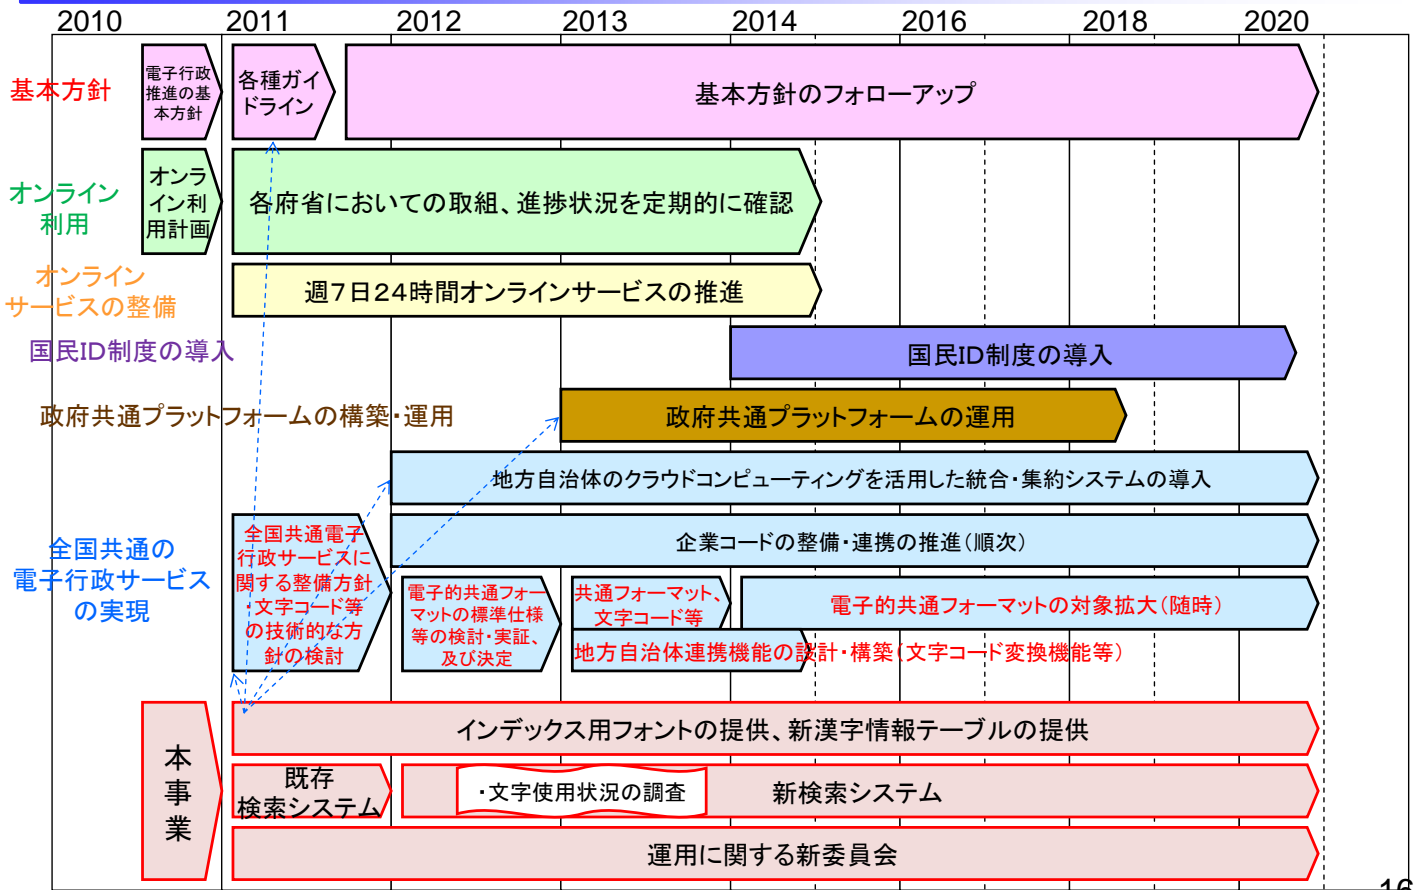 2010 2011 2012 2013 2014 2016 2018 2020
基本方針
電子行政
推進の基
本方針
各種ガイ
ドライン
基本方針のフォローアップ
オンライン
利用
オンラ
イン利
用計画
各府省においての取組、進捗状況を定期的に確認
オンライン
サービスの整備
週7日24時間オンラインサービスの推進
国民ID制度の導入
国民ID制度の導入
政府共通プラットフォームの構築・運用
政府共通プラットフォームの運用
地方自治体のクラウドコンピューティングを活用した統合・集約システムの導入
全国共通の
電子行政サービス
の実現
全国共通電子
行政サービスに
関する整備方針
・文字コード等
の技術的な方
針の検討
企業コードの整備・連携の推進(順次)
電子的共通フォー
マットの標準仕様
等の検討・実証、
及び決定
共通フォーマット、
文字コード等
電子的共通フォーマットの対象拡大(随時)
地方自治体連携機能の設計・構築(文字コード変換機能等)
本
事
業
インデックス用フォントの提供、新漢字情報テーブルの提供
既存
検索システム
・文字使用状況の調査
新検索システム
運用に関する新委員会
16